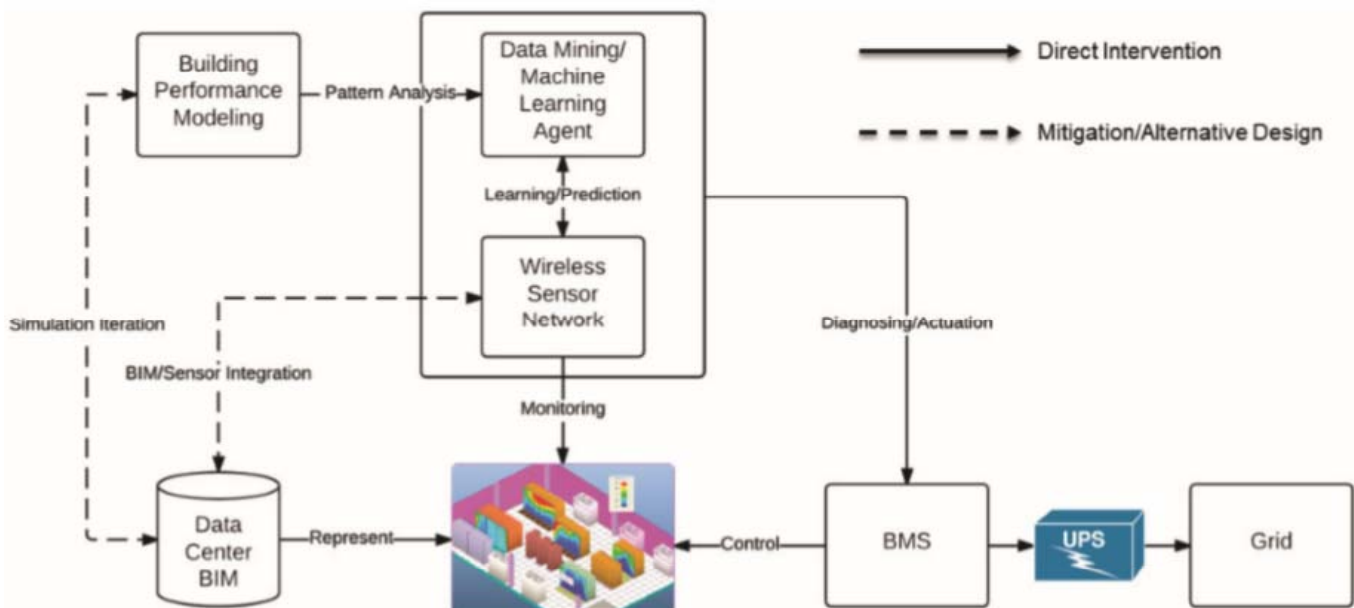 Building
Performance
Modeling
Pattern Analysis
Data Mining/
Machine
Learning
Agent
Direct Intervention
Mitigation/Alternative Design
Learning/Prediction
Wireless
Sensor
Network
Simulation Iteration
Diagnosing/Actuation
BIM/Sensor Integration
Monitoring
Data
Center
BIM
Represent
Control
BMS
UPS
Grid